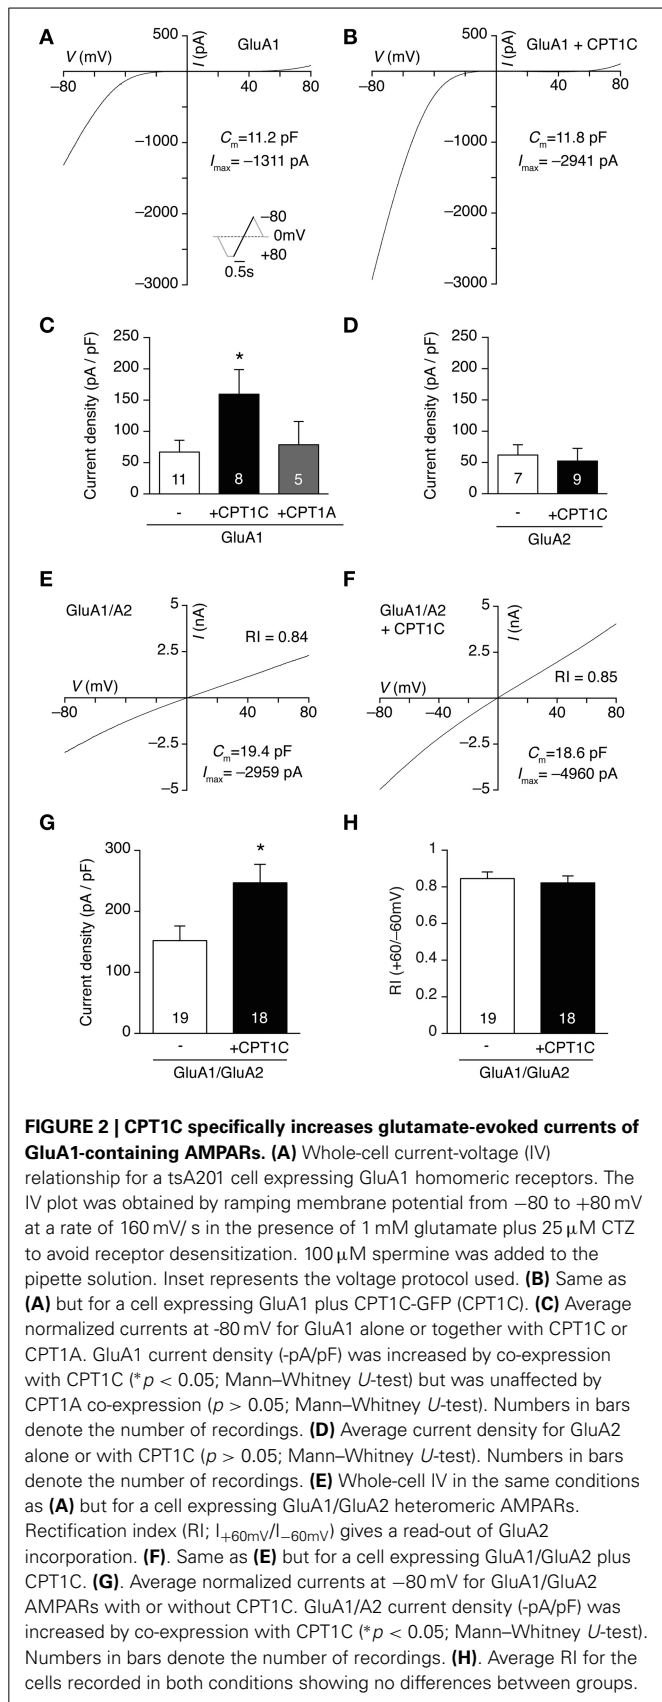 A
GluA1
V (mV)
I (pA)
500
−80
40
80
−1000
−2000
−3000
Cm=11.2 pF
Imax= −1311 pA
−80
0mV
+80
0.5s
B
GluA1 + CPT1C
V (mV)
I (pA)
500
−80
40
80
−1000
−2000
−3000
Cm=11.8 pF
Imax= −2941 pA
C
Current density (pA / pF)
250
200
150
100
50
0
*
11
8
5
-
+CPT1C
+CPT1A
GluA1
D
Current density (pA / pF)
250
200
150
100
50
0
7
9
-
+CPT1C
GluA2
E
GluA1/A2
5
I (nA)
2.5
RI = 0.84
V (mV)
−80
40
80
−2.5
−5
Cm=19.4 pF
Imax= −2959 pA
F
GluA1/A2
+ CPT1C
5
I (nA)
2.5
RI = 0.85
V (mV)
−80
−40
40
80
−2.5
−5
Cm=18.6 pF
Imax= −4960 pA
G
Current density (pA / pF)
300
200
100
0
*
19
18
-
+CPT1C
GluA1/GluA2
H
RI (+60/−60mV)
1
0.8
0.6
0.4
0.2
0
19
18
-
+CPT1C
GluA1/GluA2
FIGURE 2 | CPT1C specifically increases glutamate-evoked currents of
GluA1-containing AMPARs. (A) Whole-cell current-voltage (IV)
relationship for a tsA201 cell expressing GluA1 homomeric receptors. The
IV plot was obtained by ramping membrane potential from −80 to +80 mV
at a rate of 160 mV/ s in the presence of 1 mM glutamate plus 25 μM CTZ
to avoid receptor desensitization. 100 μM spermine was added to the
pipette solution. Inset represents the voltage protocol used. (B) Same as
(A) but for a cell expressing GluA1 plus CPT1C-GFP (CPT1C). (C) Average
normalized currents at -80 mV for GluA1 alone or together with CPT1C or
CPT1A. GluA1 current density (-pA/pF) was increased by co-expression
with CPT1C (*p < 0.05; Mann–Whitney U-test) but was unaffected by
CPT1A co-expression (p > 0.05; Mann–Whitney U-test). Numbers in bars
denote the number of recordings. (D) Average current density for GluA2
alone or with CPT1C (p > 0.05; Mann–Whitney U-test). Numbers in bars
denote the number of recordings. (E) Whole-cell IV in the same conditions
as (A) but for a cell expressing GluA1/GluA2 heteromeric AMPARs.
Rectification index (RI; I+60mV/I−60mV) gives a read-out of GluA2
incorporation. (F). Same as (E) but for a cell expressing GluA1/GluA2 plus
CPT1C. (G). Average normalized currents at −80 mV for GluA1/GluA2
AMPARs with or without CPT1C. GluA1/A2 current density (-pA/pF) was
increased by co-expression with CPT1C (*p < 0.05; Mann–Whitney U-test).
Numbers in bars denote the number of recordings. (H). Average RI for the
cells recorded in both conditions showing no differences between groups.